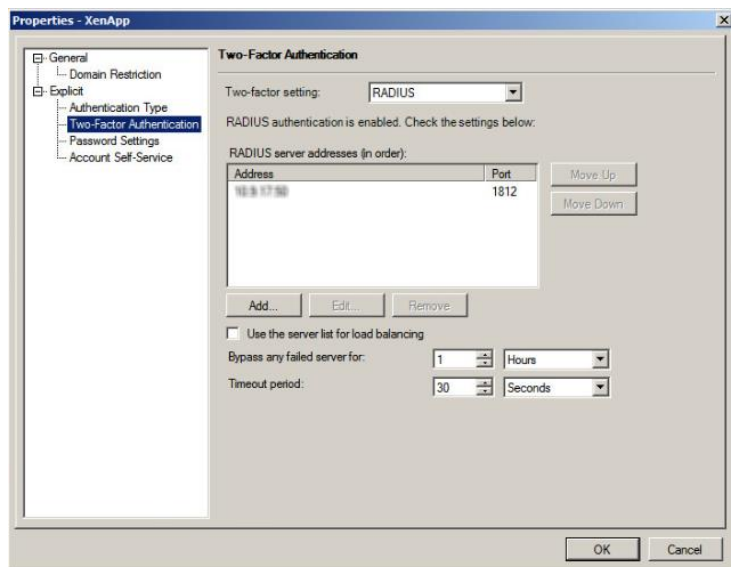 Properties - XenApp
General
Domain Restriction
Explicit
Authentication Type
Two-Factor Authentication
Password Settings
Account Self-Service
Two-Factor Authentication
Two-factor setting: RADIUS
RADIUS authentication is enabled. Check the settings below:
RADIUS server addresses (in order):
Address Port
1812
Move Up
Move Down
Add... Edit... Remove
Use the server list for load balancing
Bypass any failed server for: 1 Hours
Timeout period: 30 Seconds
OK Cancel